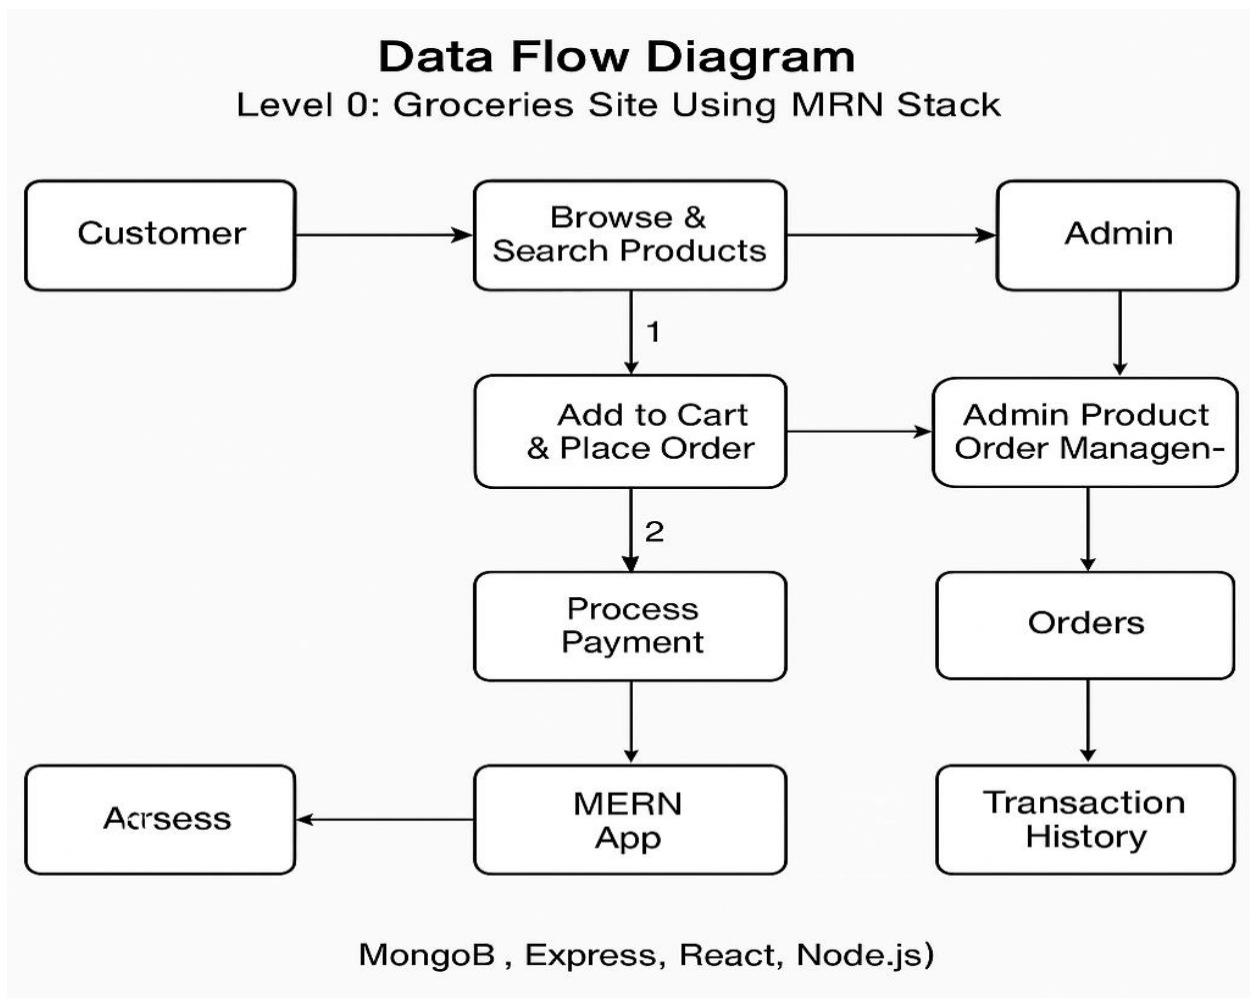 Data Flow Diagram
Level 0: Groceries Site Using MRN Stack
Customer
Browse &
Search Products
Admin
1
Add to Cart
& Place Order
Admin Product
Order Managen-
2
Process
Payment
Orders
MERN
App
Transaction
History
MongoB , Express, React, Node.js)